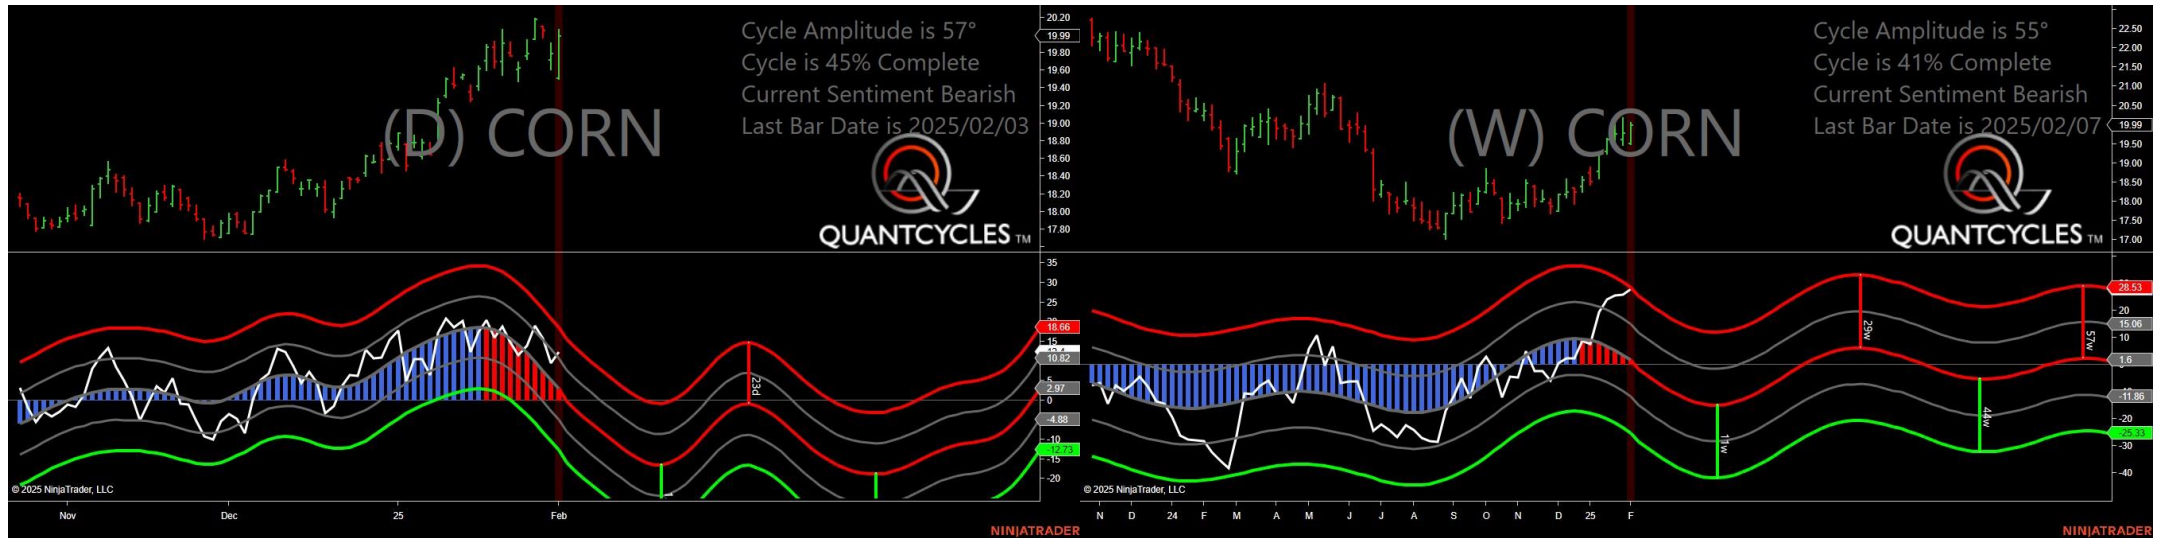 Cycle Amplitude is 57°
Cycle is 45% Complete
Current Sentiment Bearish
Last Bar Date is 2025/02/03
(D) CORN
QUANTCYCLES TM
20.20
19.99
19.80
19.60
19.40
19.20
19.00
18.80
18.60
18.40
18.20
18.00
17.80
35
30
25
18.66
15
10.82
5
2.97
0
-4.88
-10
-12.73
-15
-20
23d
© 2025 NinjaTrader, LLC
Nov
Dec
25
Feb
NINJATRADER
Cycle Amplitude is 55°
Cycle is 41% Complete
Current Sentiment Bearish
Last Bar Date is 2025/02/07
(W) CORN
QUANTCYCLES TM
22.50
22.00
21.50
21.00
20.50
19.99
19.50
19.00
18.50
18.00
17.50
17.00
28.53
20
15.06
10
1.6
-11.86
-20
-25.33
-30
-40
11w
29w
44w
57w
© 2025 NinjaTrader, LLC
N D 24 F M A M J J A S O N D 25 F
NINJATRADER